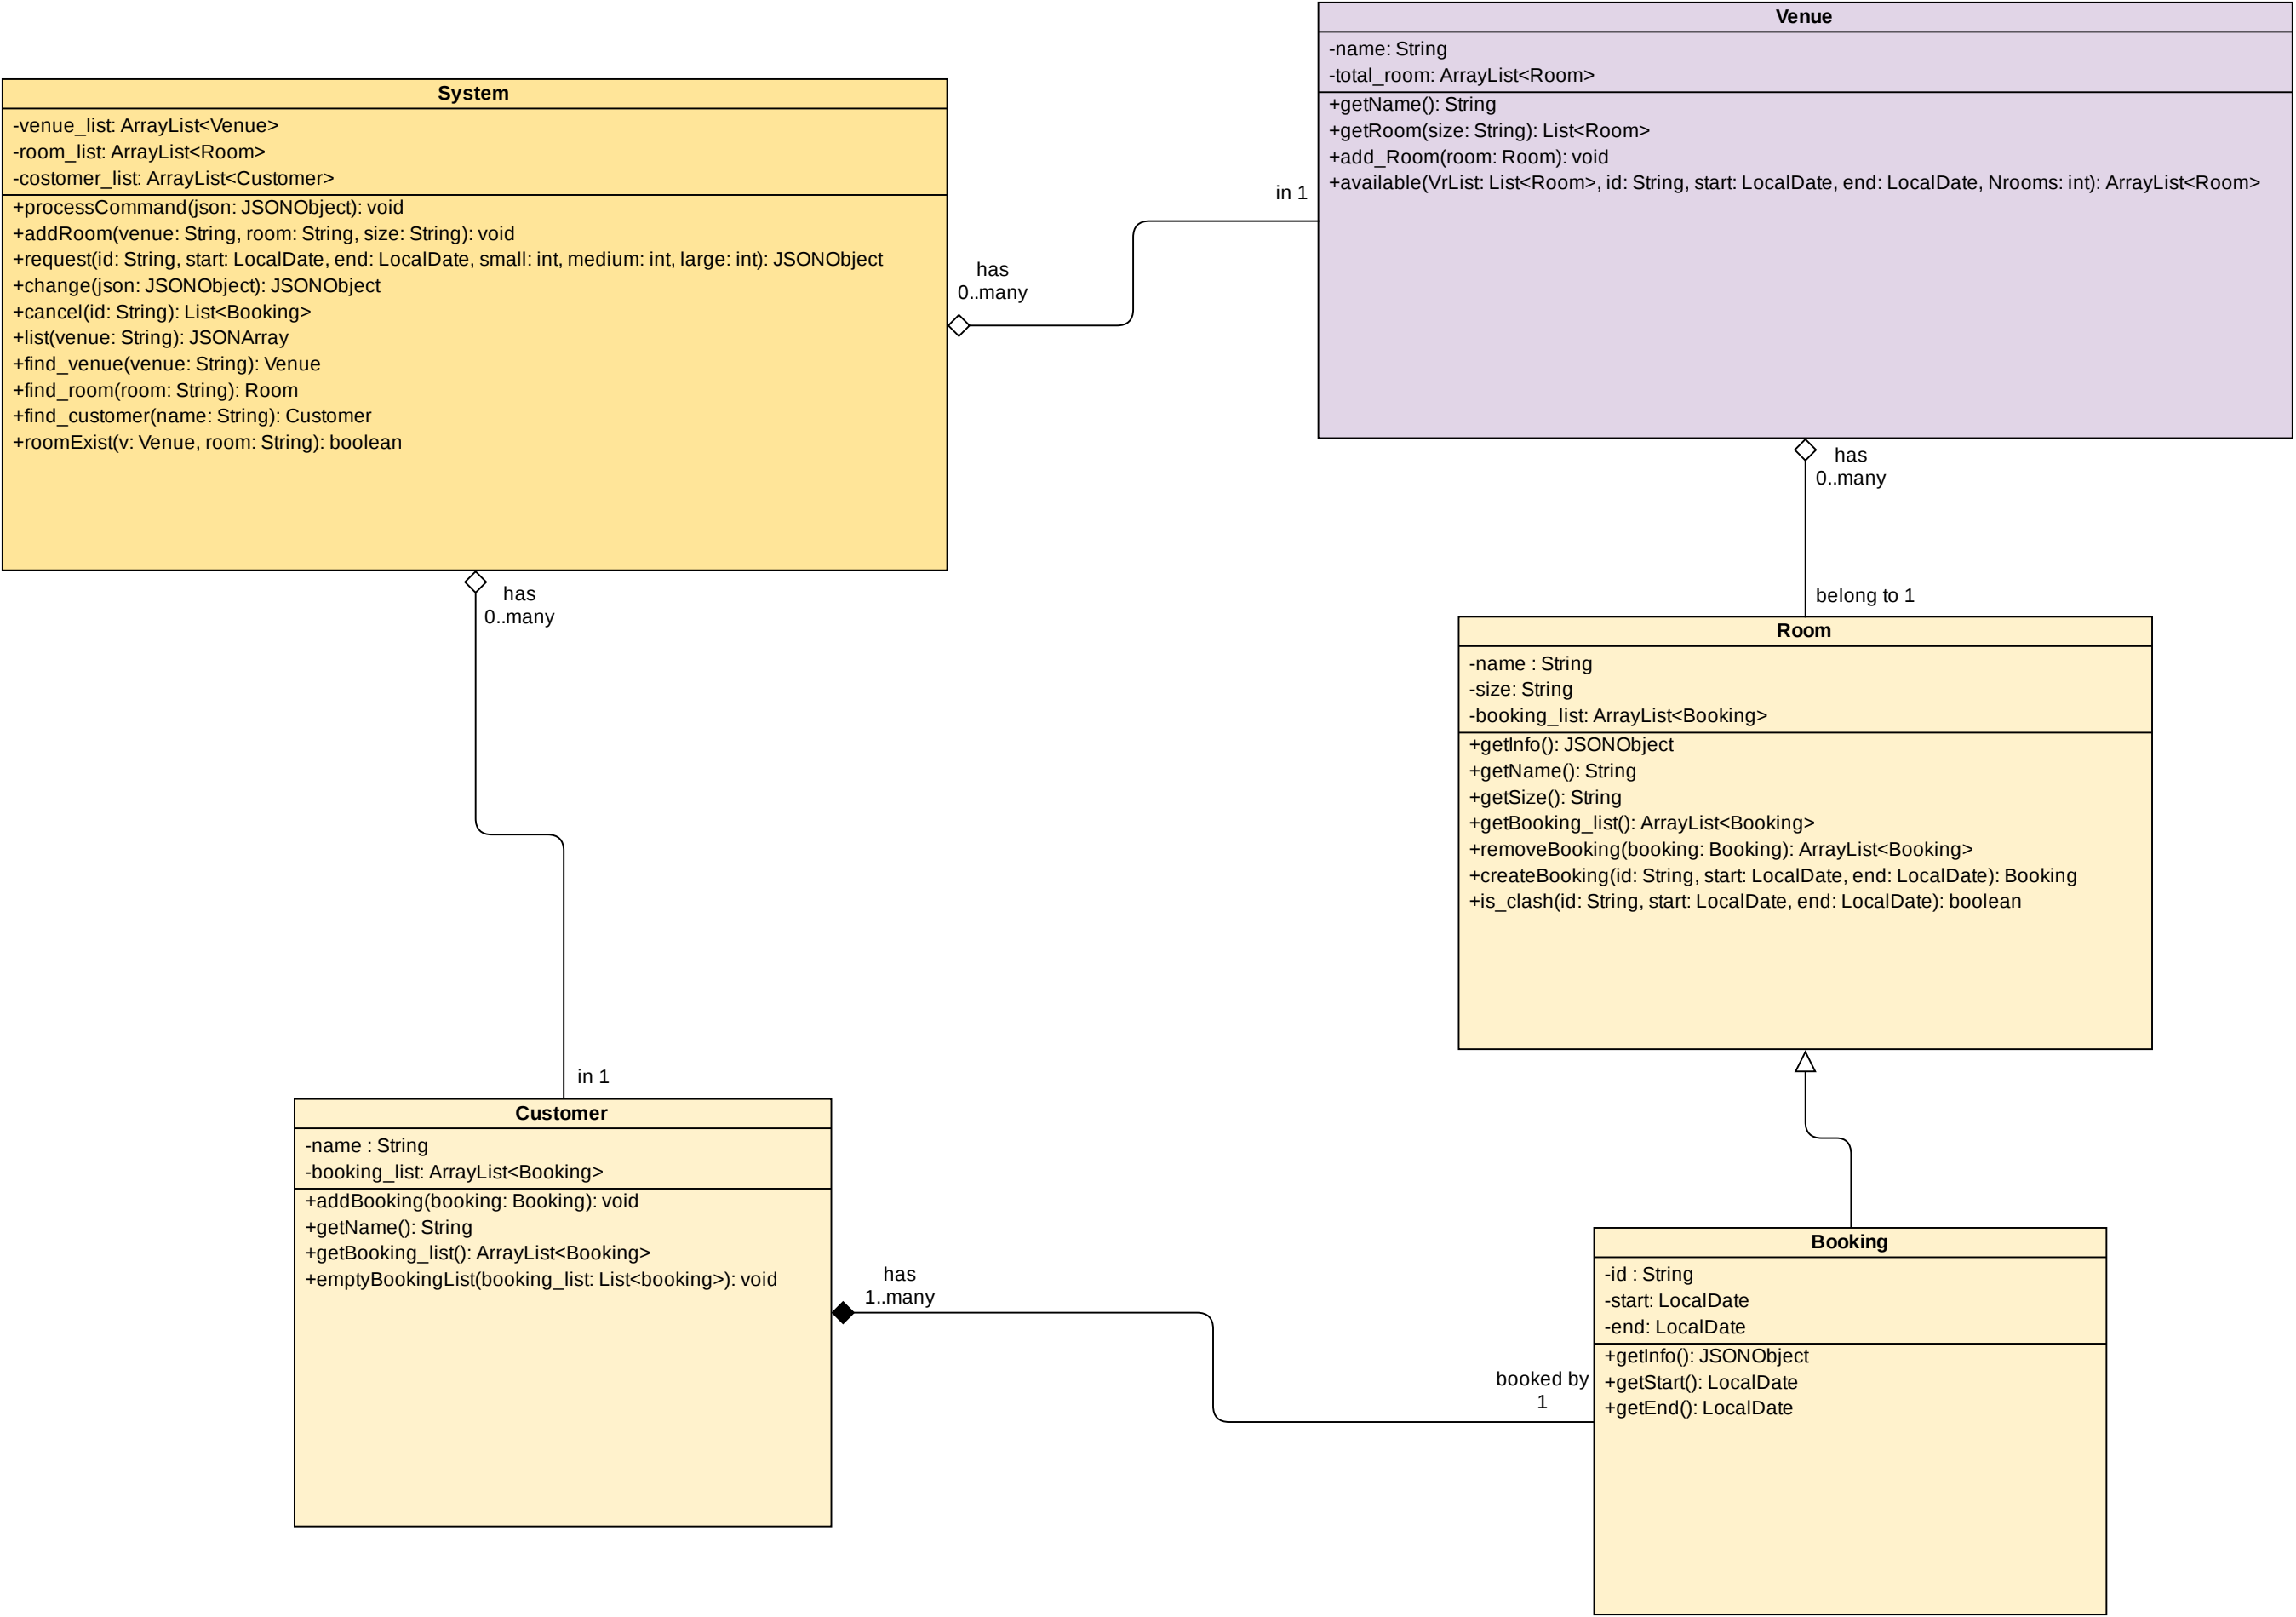 System
-venue_list: ArrayList<Venue>
-room_list: ArrayList<Room>
-costomer_list: ArrayList<Customer>
+processCommand(json: JSONObject): void
+addRoom(venue: String, room: String, size: String): void
+request(id: String, start: LocalDate, end: LocalDate, small: int, medium: int, large: int): JSONObject
+change(json: JSONObject): JSONObject
+cancel(id: String): List<Booking>
+list(venue: String): JSONArray
+find_venue(venue: String): Venue
+find_room(room: String): Room
+find_customer(name: String): Customer
+roomExist(v: Venue, room: String): boolean
has
0..many
in 1
Venue
-name: String
-total_room: ArrayList<Room>
+getName(): String
+getRoom(size: String): List<Room>
+add_Room(room: Room): void
+available(VrList: List<Room>, id: String, start: LocalDate, end: LocalDate, Nrooms: int): ArrayList<Room>
has
0..many
belong to 1
Room
-name : String
-size: String
-booking_list: ArrayList<Booking>
+getInfo(): JSONObject
+getName(): String
+getSize(): String
+getBooking_list(): ArrayList<Booking>
+removeBooking(booking: Booking): ArrayList<Booking>
+createBooking(id: String, start: LocalDate, end: LocalDate): Booking
+is_clash(id: String, start: LocalDate, end: LocalDate): boolean
has
0..many
in 1
Customer
-name : String
-booking_list: ArrayList<Booking>
+addBooking(booking: Booking): void
+getName(): String
+getBooking_list(): ArrayList<Booking>
+emptyBookingList(booking_list: List<booking>): void
has
1..many
booked by
1
Booking
-id : String
-start: LocalDate
-end: LocalDate
+getInfo(): JSONObject
+getStart(): LocalDate
+getEnd(): LocalDate